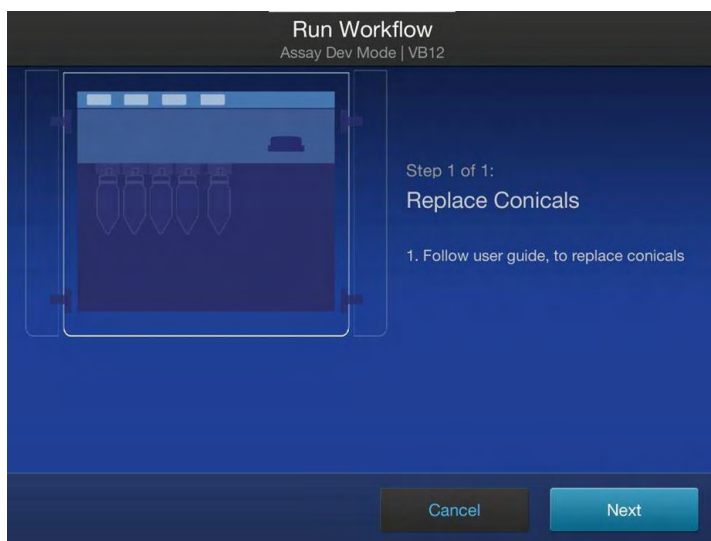 Run Workflow
Assay Dev Mode | VB12
Step 1 of 1:
Replace Conicals
1. Follow user guide, to replace conicals
Cancel
Next